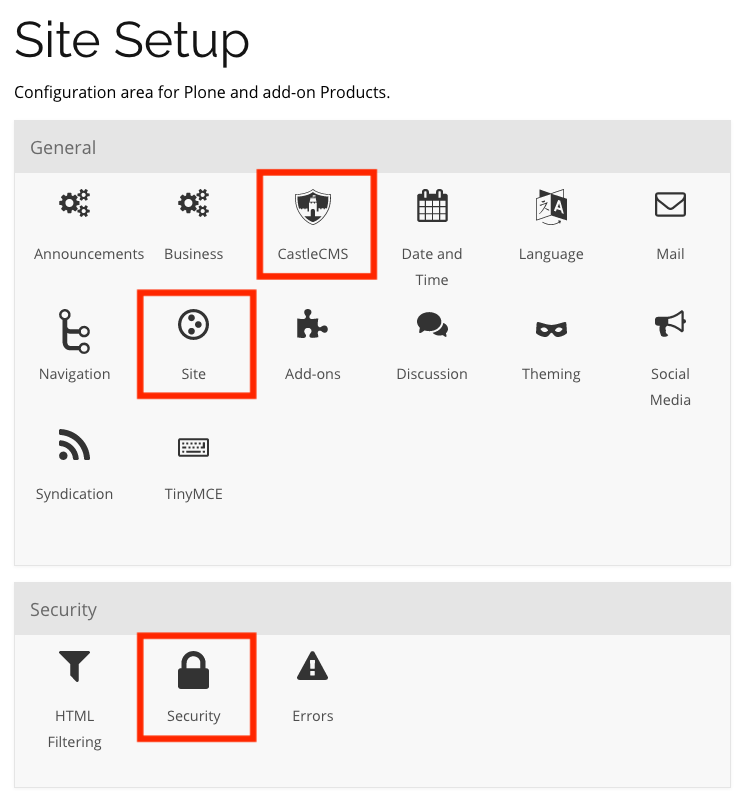 Site Setup
Configuration area for Plone and add-on Products.
General
Announcements
Business
CastleCMS
Date and
Time
Language
Mail
Navigation
Site
Add-ons
Discussion
Theming
Social
Media
Syndication
TinyMCE
Security
HTML
Filtering
Security
Errors